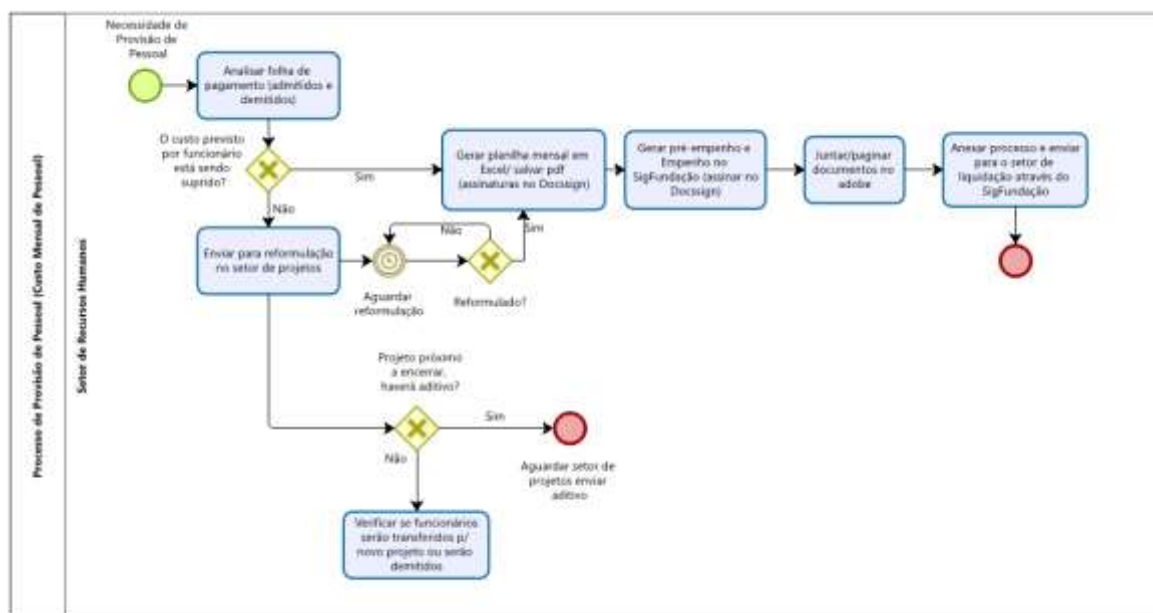 Processo de Provisão de Pessoal (Custo Mensal de Pessoal)
Setor de Recursos Humanos
Necessidade de
Provisão de
Pessoal
Analisar folha de
pagamento (admitidos e
demitidos)
O custo previsto
por funcionário
está sendo
suprido?
Sim
Não
Gerar planilha mensal em
Excel/ salvar pdf
(assinaturas no Docssign)
Gerar pré-empenho e
Empenho no
SigFundação (assinar no
Docssign)
Juntar/paginar
documentos no
adobe
Anexar processo e enviar
para o setor de
liquidação através do
SigFundação
Enviar para reformulação
no setor de projetos
Aguardar
reformulação
Não
Sim
Reformulado?
Projeto próximo
a encerrar,
haverá aditivo?
Sim
Não
Aguardar setor de
projetos enviar
aditivo
Verificar se funcionários
serão transferidos p/
novo projeto ou serão
demitidos